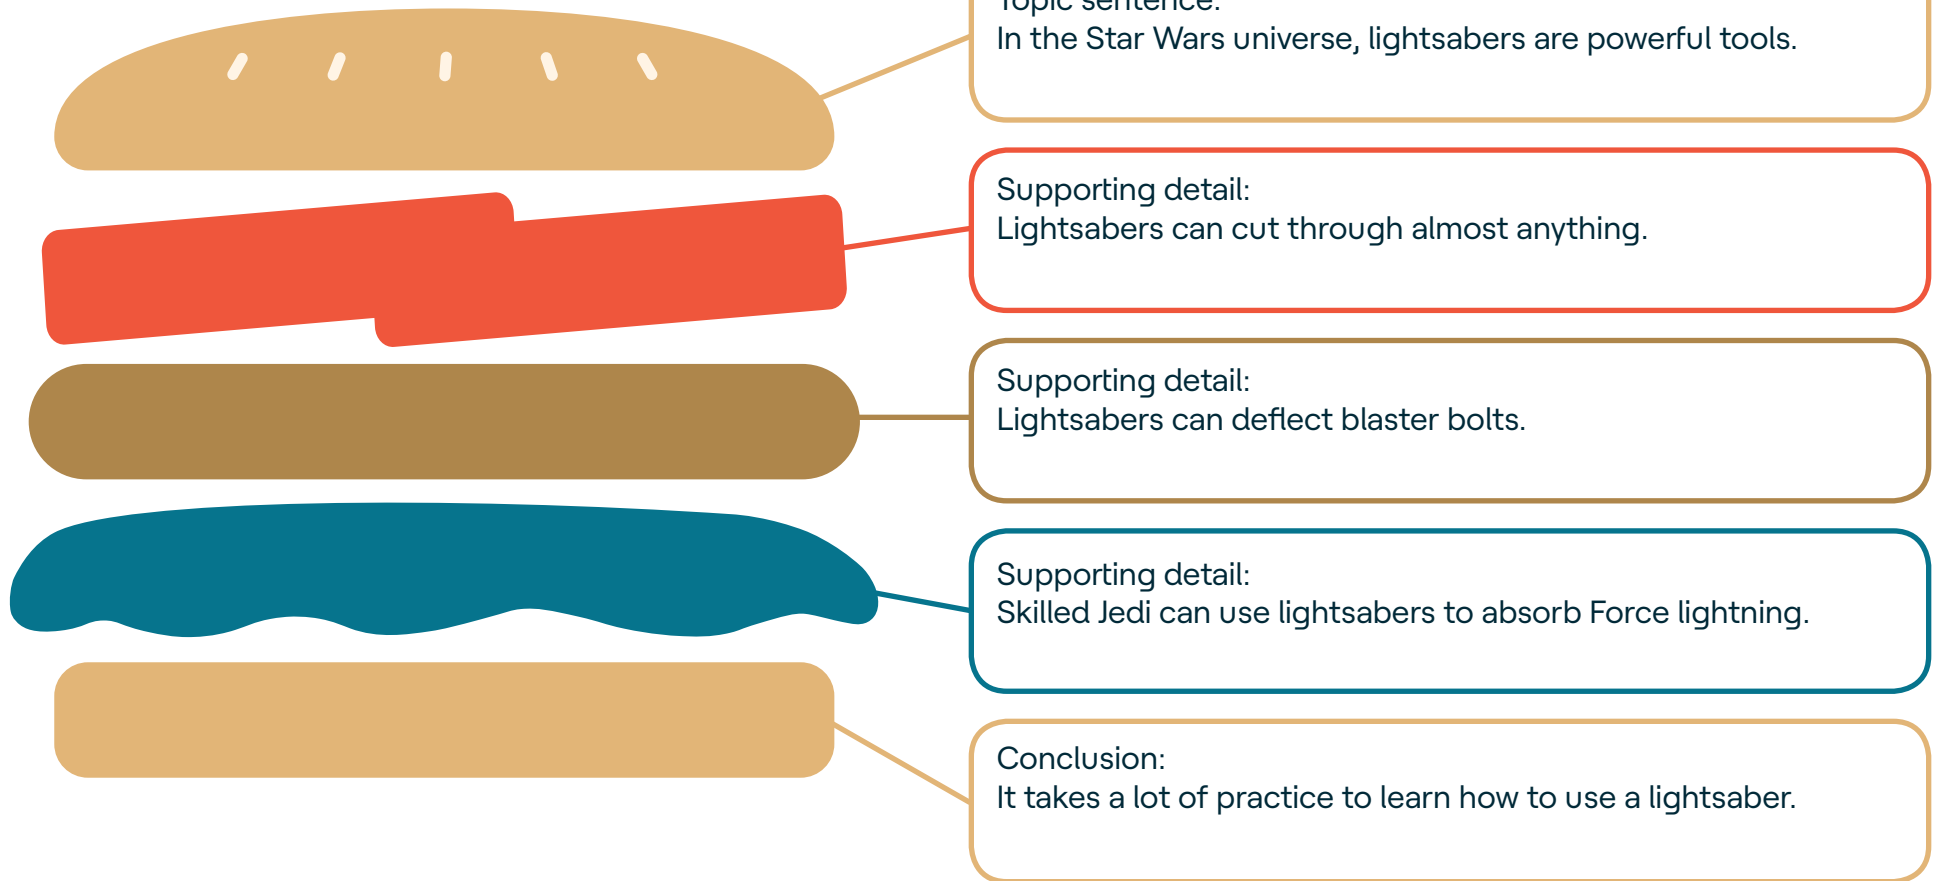 Topic sentence:
In the Star Wars universe, lightsabers are powerful tools.
Supporting detail:
Lightsabers can cut through almost anything.
Supporting detail:
Lightsabers can deflect blaster bolts.
Supporting detail:
Skilled Jedi can use lightsabers to absorb Force lightning.
Conclusion:
It takes a lot of practice to learn how to use a lightsaber.